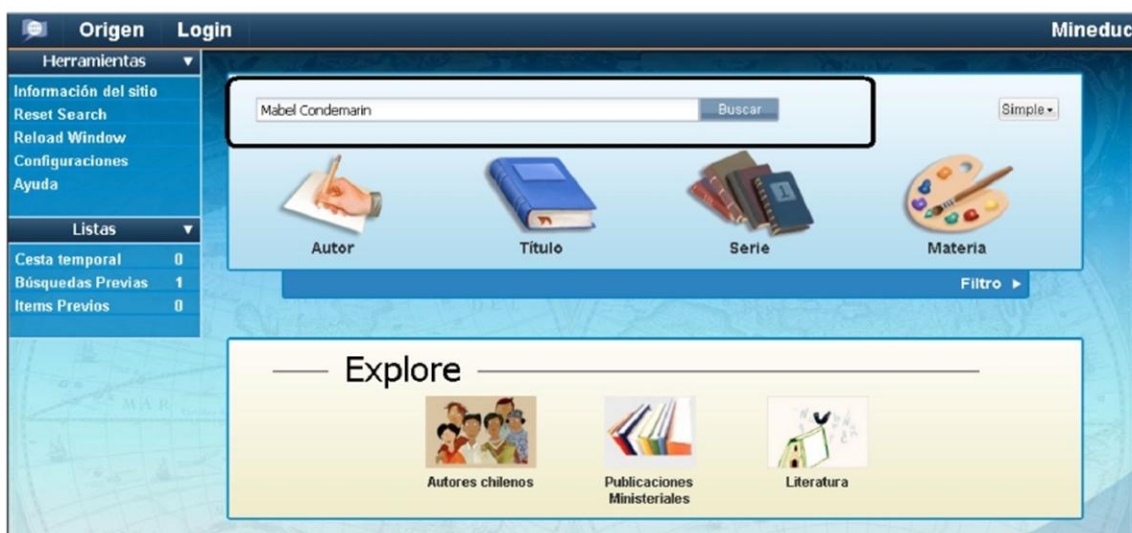 Origen Login Mineduc
Herramientas
Información del sitio
Reset Search
Reload Window
Configuraciones
Ayuda
Listas
Cesta temporal 0
Búsquedas Previas 1
Items Previos 0
Mabel Condemarin Buscar Simple
Autor Título Serie Materia
1
Filtro
Explore
Autores chilenos Publicaciones Ministeriales Literatura